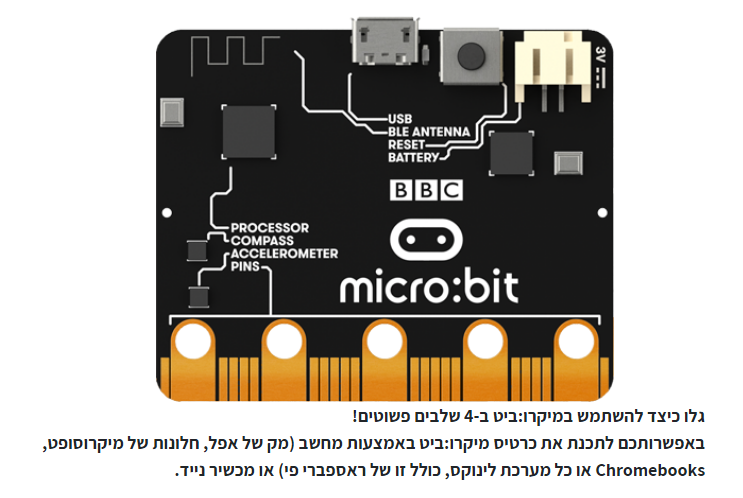 3V
USB
BLE ANTENNA
RESET
BATTERY
BBC
PROCESSOR
COMPASS
ACCELEROMETER
PINS
micro:bit
גלו כיצד להשתמש במיקרו:ביט ב-4 שלבים פשוטים!
באפשרותכם לתכנת את כרטיס מיקרו:ביט באמצעות מחשב (מק של אפל, חלונות של מיקרוסופט,
Chromebooks או כל מערכת לינוקס, כולל זו של ראספברי פי) או מכשיר נייד.